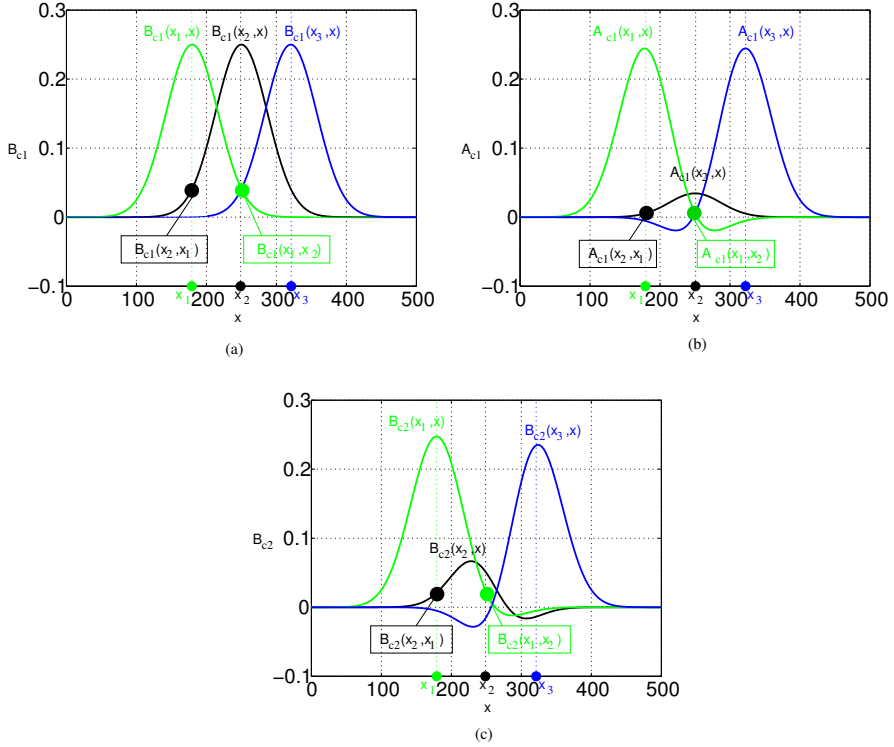 0.3
0.2
0.1
0
−0.1
B_c1
B_c1(x_1,x)
B_c1(x_2,x)
B_c1(x_3,x)
B_c1(x_2,x_1)
B_c1(x_1,x_2)
0 100 200 300 400 500
x_1 x_2 x_3
x
(a)
0.3
0.2
0.1
0
−0.1
A_c1
A_c1(x_1,x)
A_c1(x_3,x)
A_c1(x_2,x)
A_c1(x_2,x_1)
A_c1(x_1,x_2)
0 100 200 300 400 500
x_1 x_2 x_3
x
(b)
0.3
0.2
0.1
0
−0.1
B_c2
B_c2(x_1,x)
B_c2(x_3,x)
B_c2(x_2,x)
B_c2(x_2,x_1)
B_c2(x_1,x_2)
0 100 200 300 400 500
x_1 x_2 x_3
x
(c)